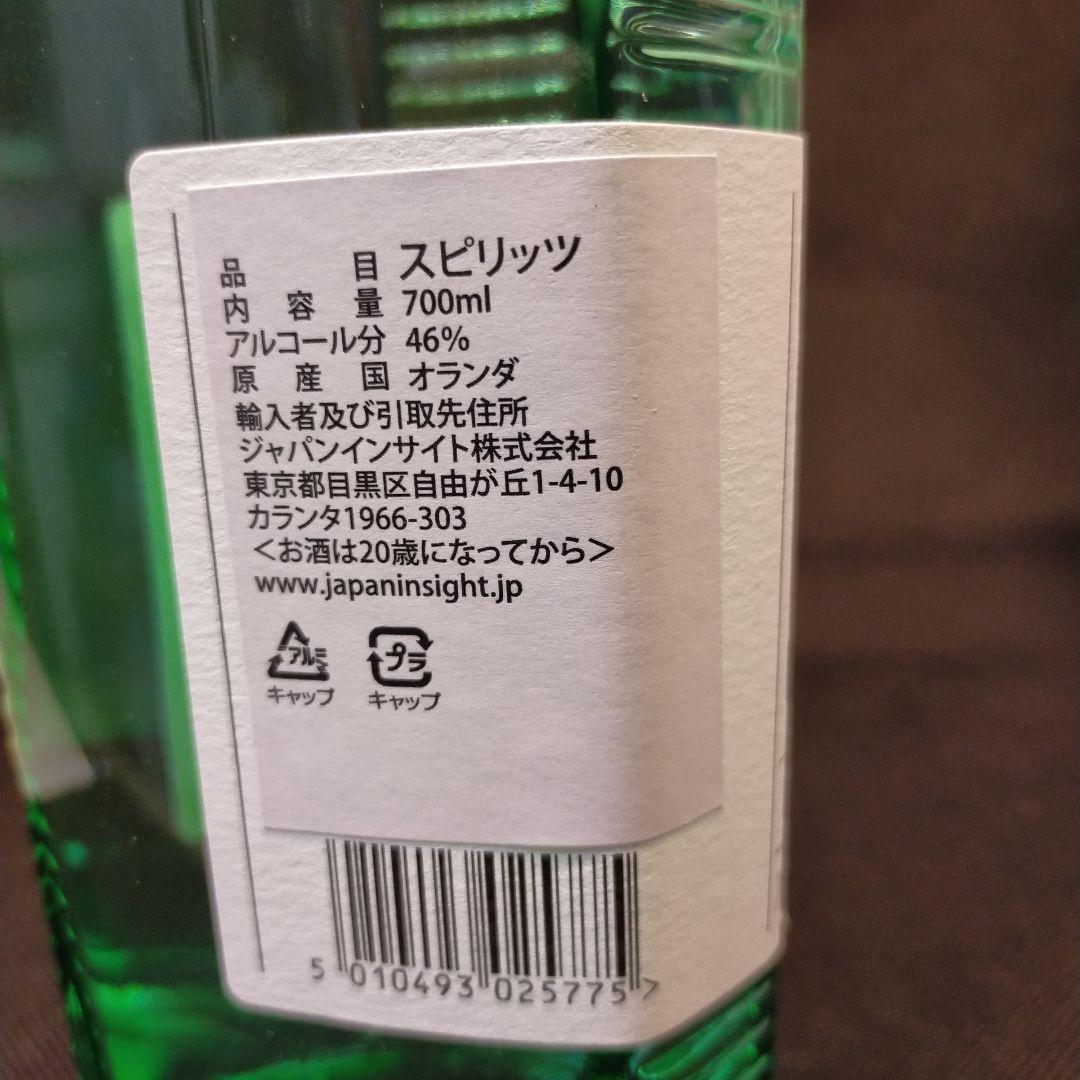 品目 スピリッツ
内容量 700ml
アルコール分 46%
原産国 オランダ
輸入者及び引取先住所
ジャパンインサイト株式会社
東京都目黒区自由が丘1-4-10
カランタ1966-303
＜お酒は20歳になってから＞
www.japaninsight.jp
アルミ プラ
キャップ キャップ
5 010493 025775 >